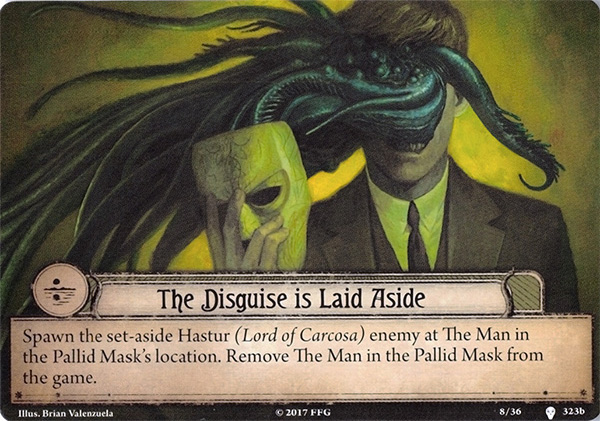 The Disguise is Laid Aside
Spawn the set-aside Hastur (Lord of Carcosa) enemy at The Man in
the Pallid Mask's location. Remove The Man in the Pallid Mask from
the game.
Illus. Brian Valenzuela © 2017 FFG 8/36 323b